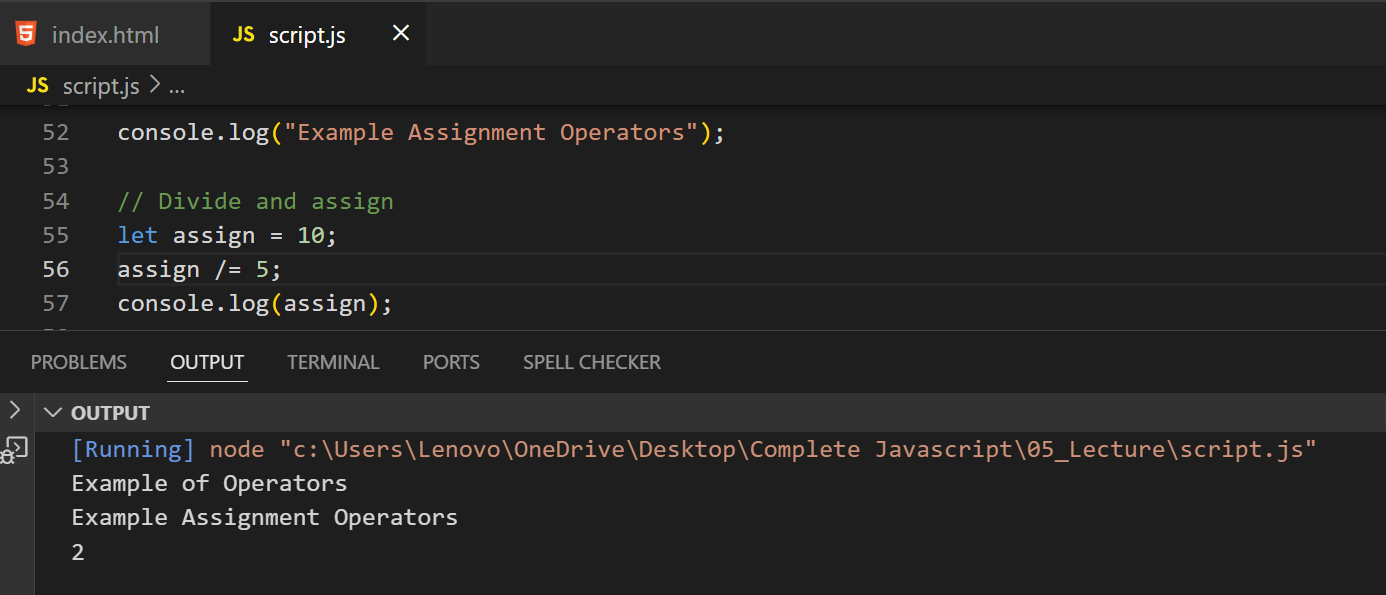 index.html JS script.js ×
JS script.js > ...
52 console.log("Example Assignment Operators");
53
54 // Divide and assign
55 let assign = 10;
56 assign /= 5;
57 console.log(assign);
PROBLEMS OUTPUT TERMINAL PORTS SPELL CHECKER
OUTPUT
[Running] node "c:\Users\Lenovo\OneDrive\Desktop\Complete Javascript\05_Lecture\script.js"
Example of Operators
Example Assignment Operators
2